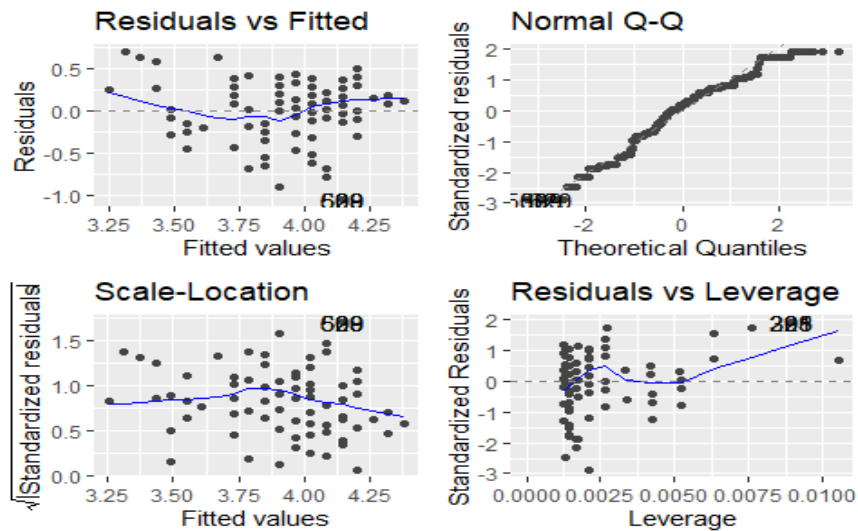 Residuals vs Fitted
Residuals
0.5
0.0
-0.5
-1.0
3.25 3.50 3.75 4.00 4.25
Fitted values
Normal Q-Q
Standardized residuals
2
1
0
-1
-2
-3
-2 0 2
Theoretical Quantiles
Scale-Location
√|Standardized residuals|
1.5
1.0
0.5
0.0
3.25 3.50 3.75 4.00 4.25
Fitted values
Residuals vs Leverage
Standardized Residuals
2
1
0
-1
-2
-3
0.0000 0.0025 0.0050 0.0075 0.0100
Leverage